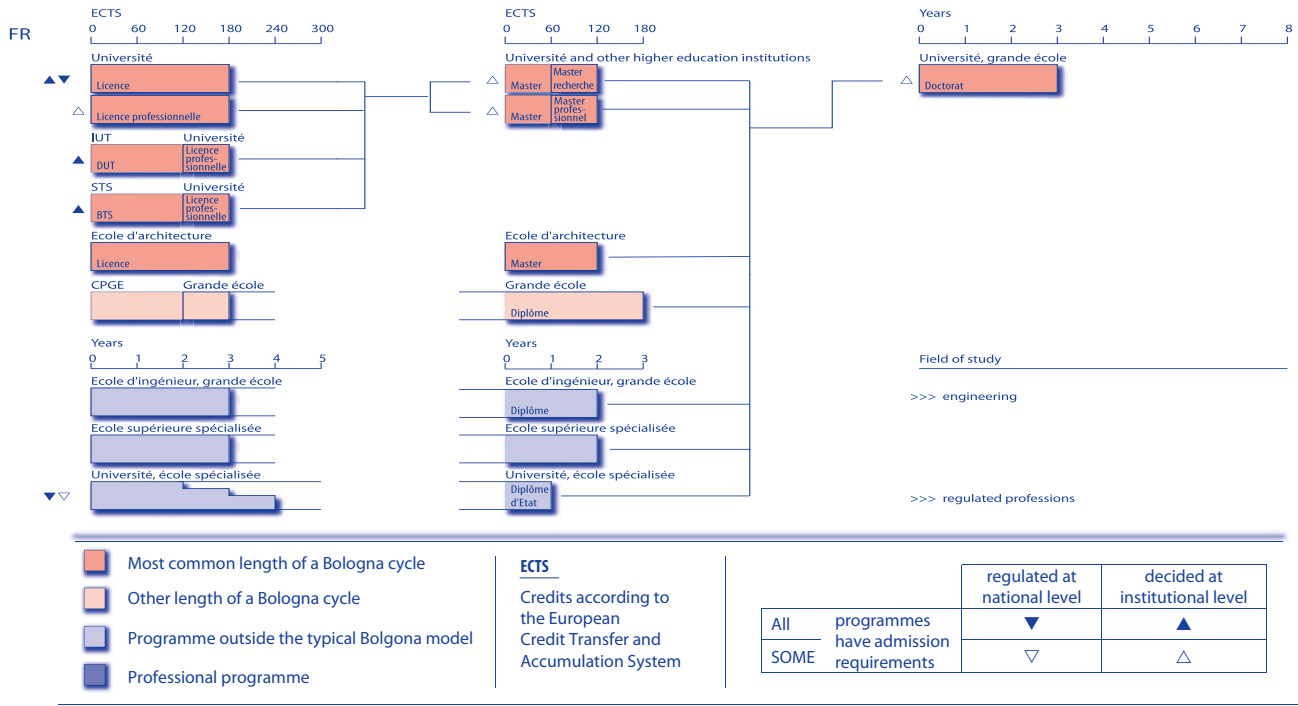 FR
ECTS
0 60 120 180 240 300
ECTS
0 60 120 180
Years
0 1 2 3 4 5 6 7 8
Université
Licence
Licence professionnelle
IUT Université
DUT
Licence
profes-
sionnelle
STS Université
BTS
Licence
profes-
sionnelle
Ecole d'architecture
Licence
CPGE Grande école
Université and other higher education institutions
Master
Master
recherche
Master
Master
profes-
sionnel
Ecole d'architecture
Master
Grande école
Diplôme
Université, grande école
Doctorat
Years
0 1 2 3 4 5
Ecole d'ingénieur, grande école
Ecole supérieure spécialisée
Université, école spécialisée
Years
0 1 2 3
Ecole d'ingénieur, grande école
Diplôme
Ecole supérieure spécialisée
Université, école spécialisée
Diplôme
d'Etat
Field of study
>>> engineering
>>> regulated professions
Most common length of a Bologna cycle
Other length of a Bologna cycle
Programme outside the typical Bolgona model
Professional programme
ECTS
Credits according to
the European
Credit Transfer and
Accumulation System
regulated at
national level
decided at
institutional level
All ▼ ▲
SOME ▽ △
programmes
have admission
requirements